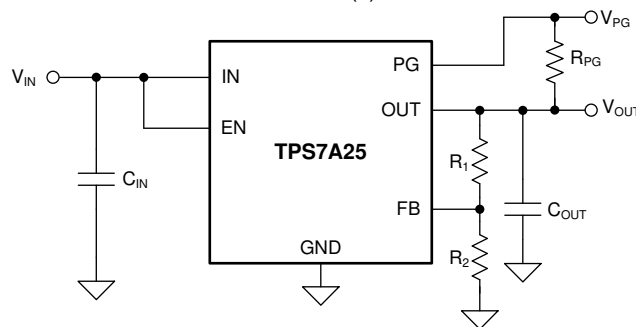 V_PG
R_PG
V_IN
IN
PG
OUT
V_OUT
EN
TPS7A25
R_1
C_IN
FB
C_OUT
GND
R_2